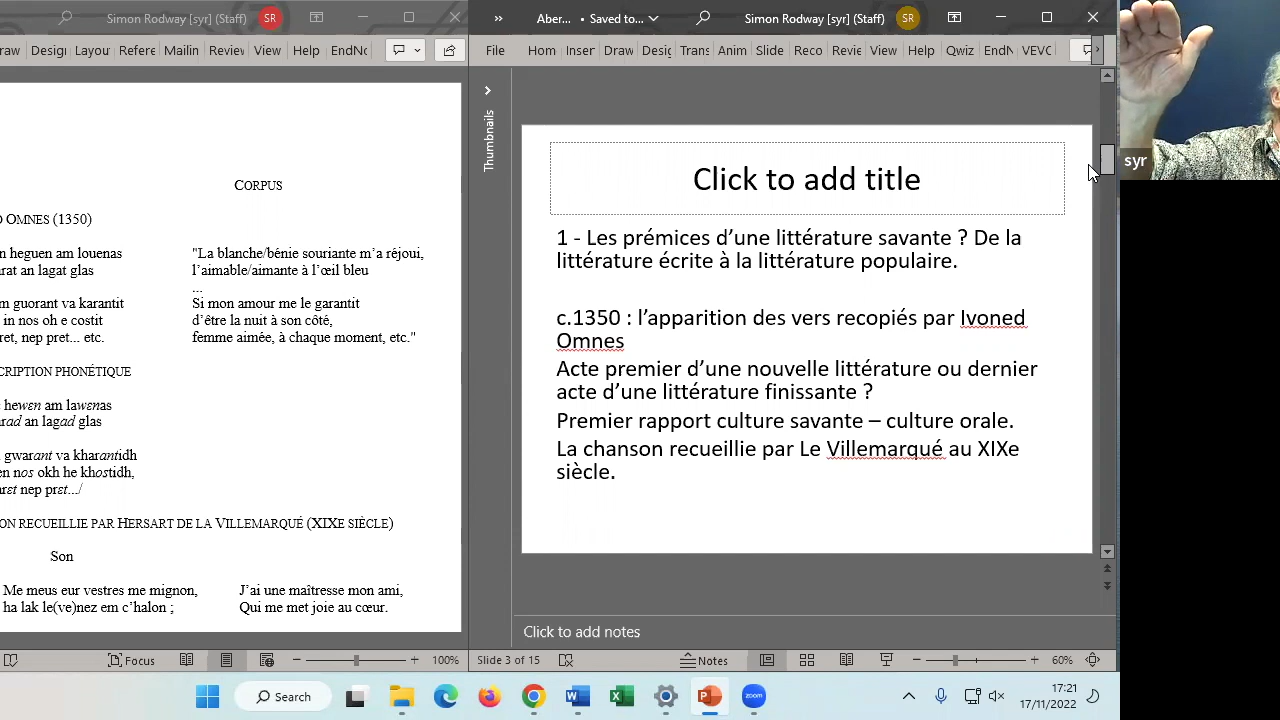 Simon Rodway [syr] (Staff) SR
raw Design Layou Refere Mailin Review View Help EndNo
CORPUS
OMNES (1350)
n heguen am louenas
arat an lagat glas
m guorant va karantit
in nos oh e costit
ret, nep pret... etc.
"La blanche/bénie souriante m’a réjoui,
l’aimable/aimante à l’œil bleu
...
Si mon amour me le garantit
d’être la nuit à son côté,
femme aimée, à chaque moment, etc."
CRIPTION PHONÉTIQUE
hewɛn am lawɛnas
rad an lagad glas
gwarant va kharantidh
en nos okh he khostidh,
rɛt nep prɛt.../
ON RECUEILLIE PAR HERSART DE LA VILLEMARQUÉ (XIXE SIÈCLE)
Son
Me meus eur vestres me mignon,
ha lak le(ve)nez em c’halon ;
J’ai une maîtresse mon ami,
Qui me met joie au cœur.
Focus 100%
» Aber... • Saved to... Simon Rodway [syr] (Staff) SR
File Hom Inser Draw Desig Trans Anim Slide Reco Revie View Help Qwiz EndN VEVC
Thumbnails
Click to add title
1 - Les prémices d’une littérature savante ? De la
littérature écrite à la littérature populaire.
c.1350 : l’apparition des vers recopiés par Ivoned
Omnes
Acte premier d’une nouvelle littérature ou dernier
acte d’une littérature finissante ?
Premier rapport culture savante – culture orale.
La chanson recueillie par Le Villemarqué au XIXe
siècle.
Click to add notes
Slide 3 of 15 Notes 60%
syr
Search
zoom
17:21
17/11/2022